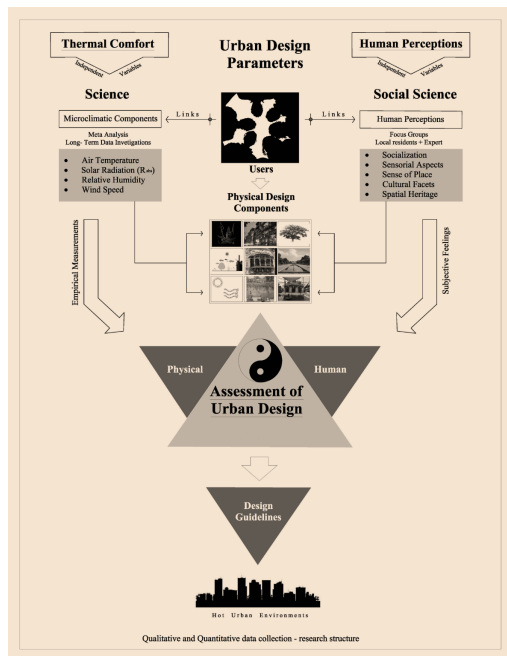 Thermal Comfort
Independent Variables
Urban Design
Parameters
Human Perceptions
Independent Variables
Science
Social Science
Microclimatic Components
Links
Links
Human Perceptions
Meta Analysis
Long- Term Data Invetigations
Focus Groups
Local residents + Expert
Users
• Air Temperature
• Solar Radiation (R abs)
• Relative Humidity
• Wind Speed
• Socialization
• Sensorial Aspects
• Sense of Place
• Cultural Facets
• Spatial Heritage
Physical Design
Components
Empirical Measurements
Subjective Feelings
Physical
Human
Assessment of
Urban Design
Design
Guidelines
Hot Urban Environments
Qualitative and Quantitative data collection - research structure